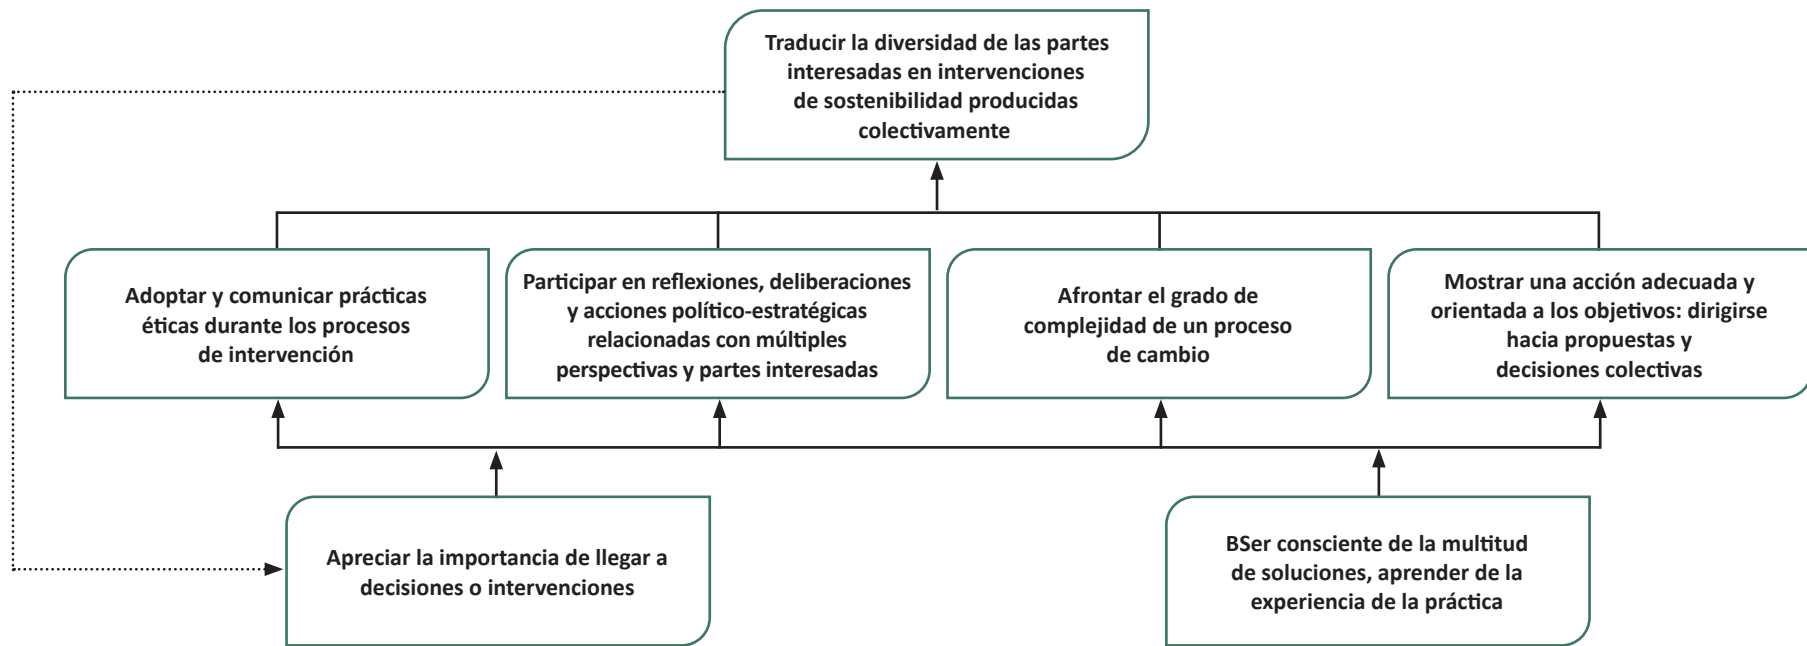 Traducir la diversidad de las partes
interesadas en intervenciones
de sostenibilidad producidas
colectivamente
Adoptar y comunicar prácticas
éticas durante los procesos
de intervención
Participar en reflexiones, deliberaciones
y acciones político-estratégicas
relacionadas con múltiples
perspectivas y partes interesadas
Afrontar el grado de
complejidad de un proceso
de cambio
Mostrar una acción adecuada y
orientada a los objetivos: dirigirse
hacia propuestas y
decisiones colectivas
Apreciar la importancia de llegar a
decisiones o intervenciones
BSer consciente de la multitud
de soluciones, aprender de la
experiencia de la práctica